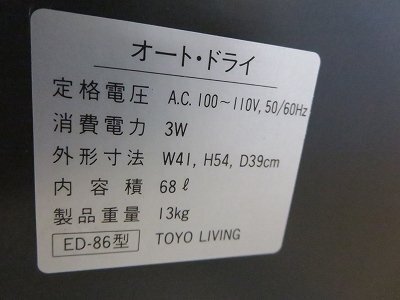 オート・ドライ
定格電圧 A.C. 100~110V, 50/60Hz
消費電力 3W
外形寸法 W41, H54, D39cm
内容積 68ℓ
製品重量 13kg
ED-86型 TOYO LIVING